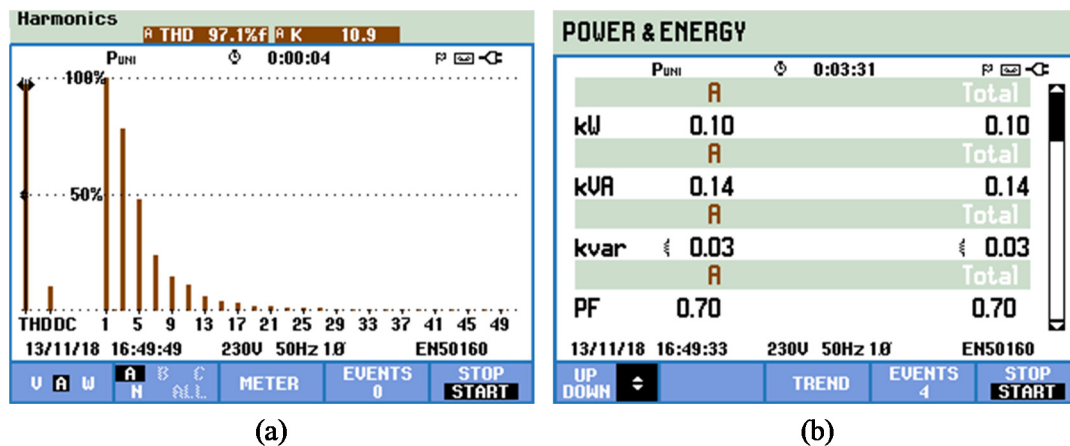 Harmonics
A THD 97.1%f A K 10.9
PUNI 0:00:04
100%
50%
THD DC 1 5 9 13 17 21 25 29 33 37 41 45 49
13/11/18 16:49:49 230V 50Hz 1.0 EN50160
V A W A B C N ALL METER EVENTS 0 STOP START
(a)
POWER & ENERGY
PUNI 0:03:31
A Total
kW 0.10 0.10
A Total
kVA 0.14 0.14
A Total
kvar 0.03 0.03
A Total
PF 0.70 0.70
13/11/18 16:49:33 230V 50Hz 1Ø EN50160
UP DOWN TREND EVENTS 4 STOP START
(b)